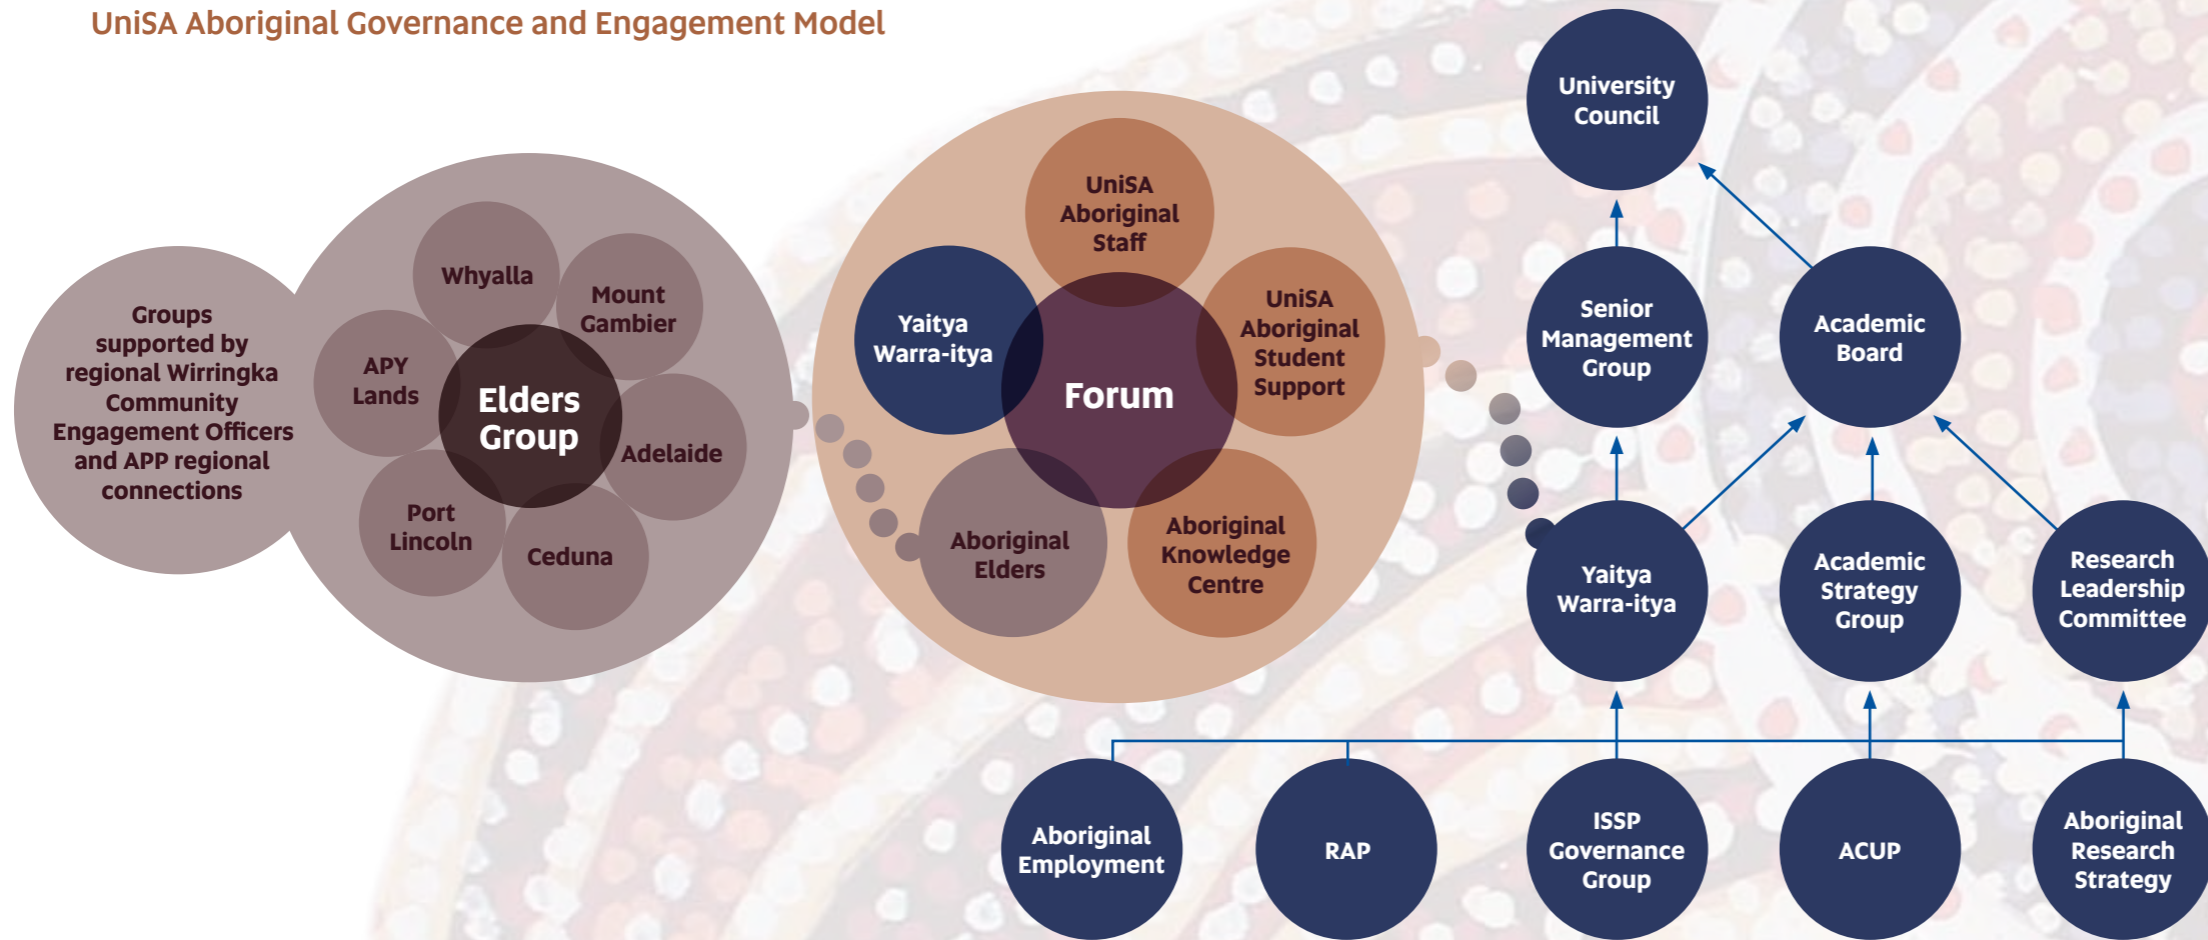 UniSA Aboriginal Governance and Engagement Model
Groups
supported by
regional Wirringka
Community
Engagement Officers
and APP regional
connections
Whyalla
Mount
Gambier
APY
Lands
Elders
Group
Adelaide
Port
Lincoln
Ceduna
UniSA
Aboriginal
Staff
Yaitya
Warra-itya
UniSA
Aboriginal
Student
Support
Forum
Aboriginal
Elders
Aboriginal
Knowledge
Centre
University
Council
Senior
Management
Group
Academic
Board
Yaitya
Warra-itya
Academic
Strategy
Group
Research
Leadership
Committee
Aboriginal
Employment
RAP
ISSP
Governance
Group
ACUP
Aboriginal
Research
Strategy